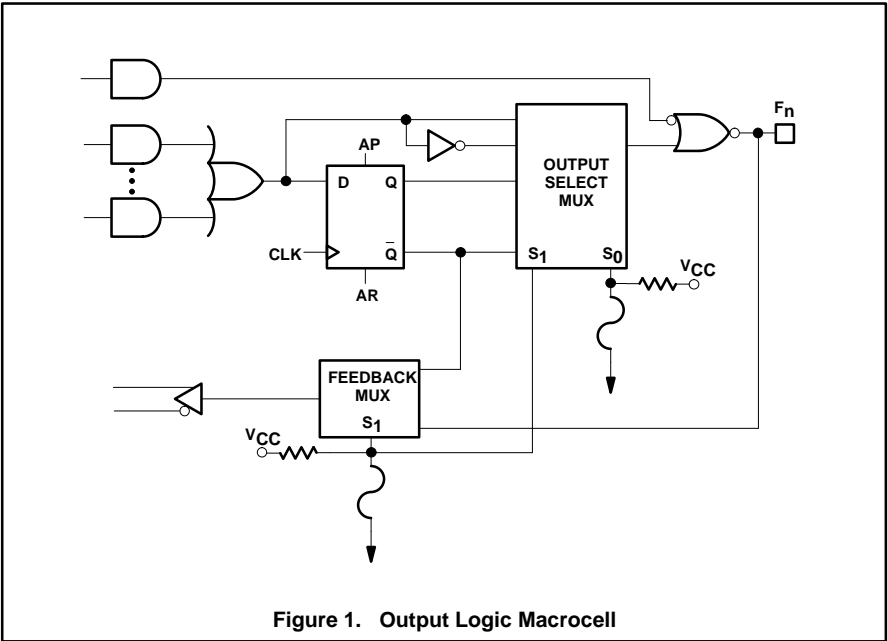 Fn
AP
D Q
OUTPUT
SELECT
MUX
CLK
Q̅
S1 S0
AR
VCC
FEEDBACK
MUX
S1
VCC
Figure 1. Output Logic Macrocell